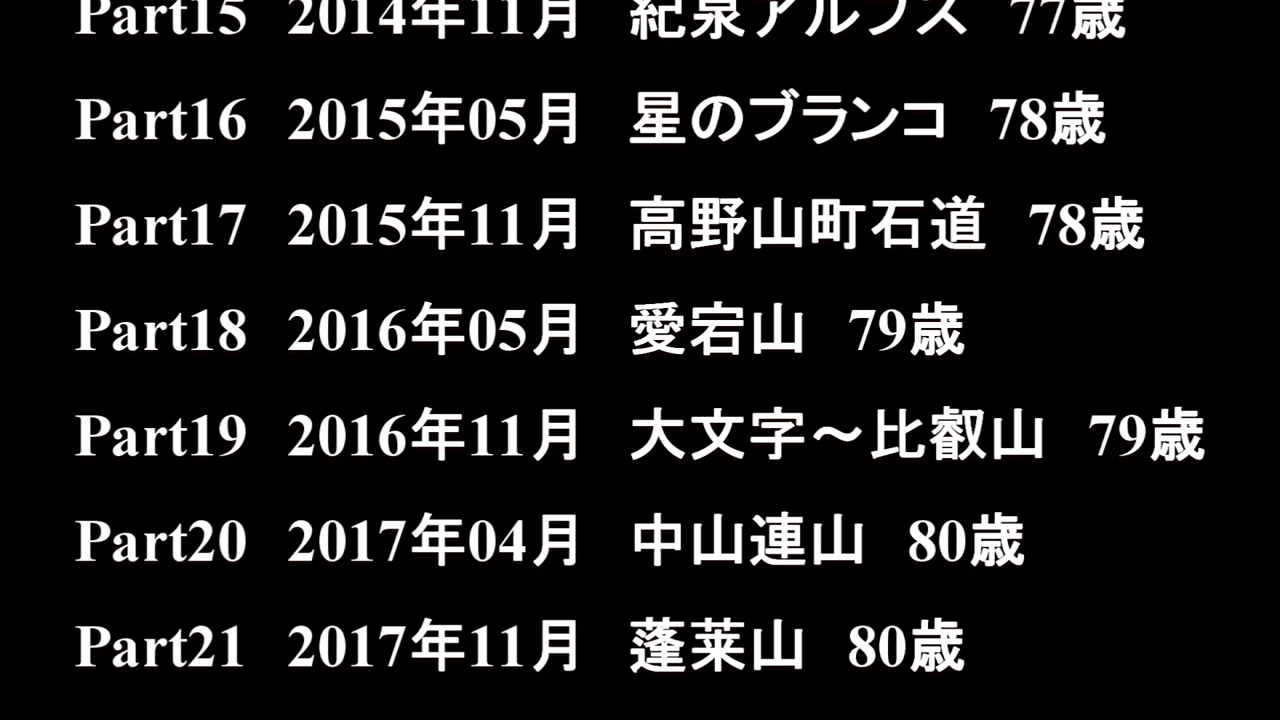 Part15 2014年11月 紀泉アルプス 77歳
Part16 2015年05月 星のブランコ 78歳
Part17 2015年11月 高野山町石道 78歳
Part18 2016年05月 愛宕山 79歳
Part19 2016年11月 大文字～比叡山 79歳
Part20 2017年04月 中山連山 80歳
Part21 2017年11月 蓬莱山 80歳